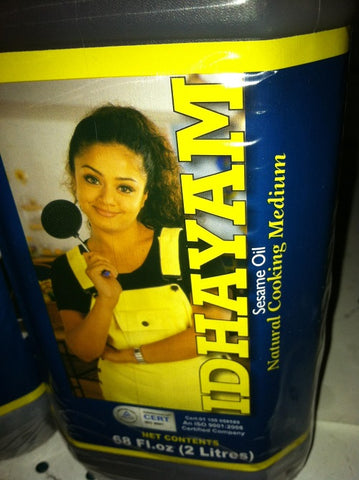 IDHAYAM
Sesame Oil
Natural Cooking Medium
CERT
An ISO 9001:2008
Certified Company
NET CONTENTS
68 Fl.oz (2 Litres)